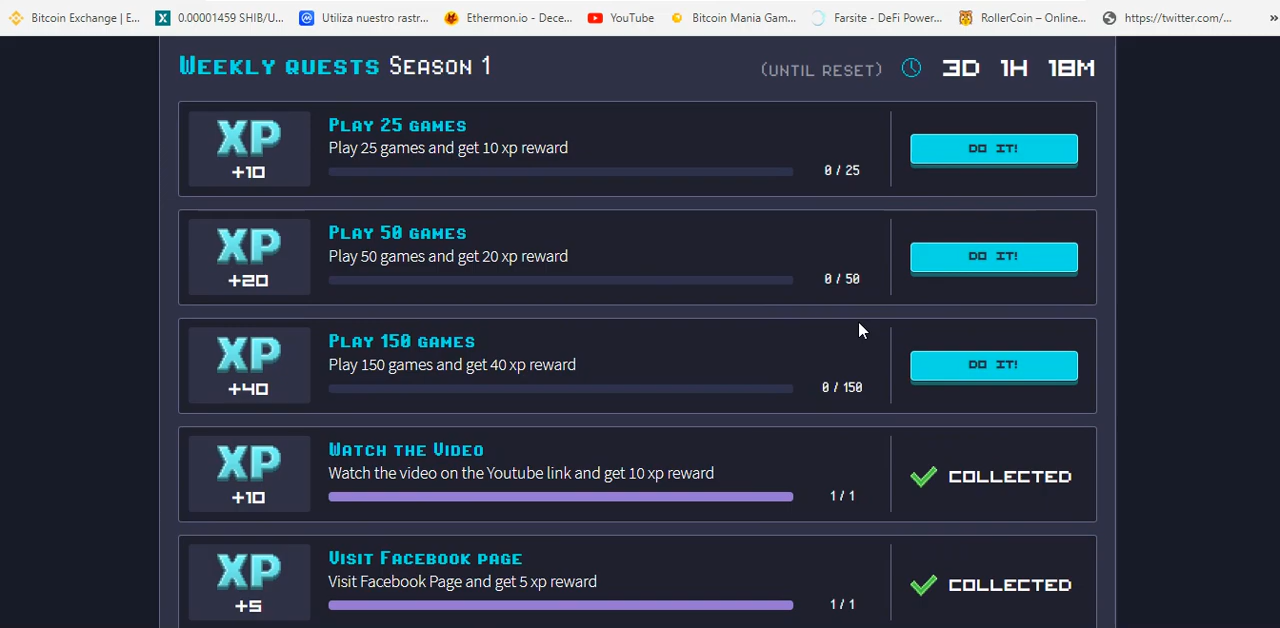 Bitcoin Exchange | E... 0.00001459 SHIB/U... Utiliza nuestro rastr... Ethermon.io - Dece... YouTube Bitcoin Mania Gam... Farsite - DeFi Power... RollerCoin – Online... https://twitter.com/... »
Weekly quests Season 1 (until reset) 3D 1H 18M
XP +10
Play 25 games
Play 25 games and get 10 xp reward
0 / 25
DO IT!
XP +20
Play 50 games
Play 50 games and get 20 xp reward
0 / 50
DO IT!
XP +40
Play 150 games
Play 150 games and get 40 xp reward
0 / 150
DO IT!
XP +10
Watch the Video
Watch the video on the Youtube link and get 10 xp reward
1 / 1
COLLECTED
XP +5
Visit Facebook page
Visit Facebook Page and get 5 xp reward
1 / 1
COLLECTED